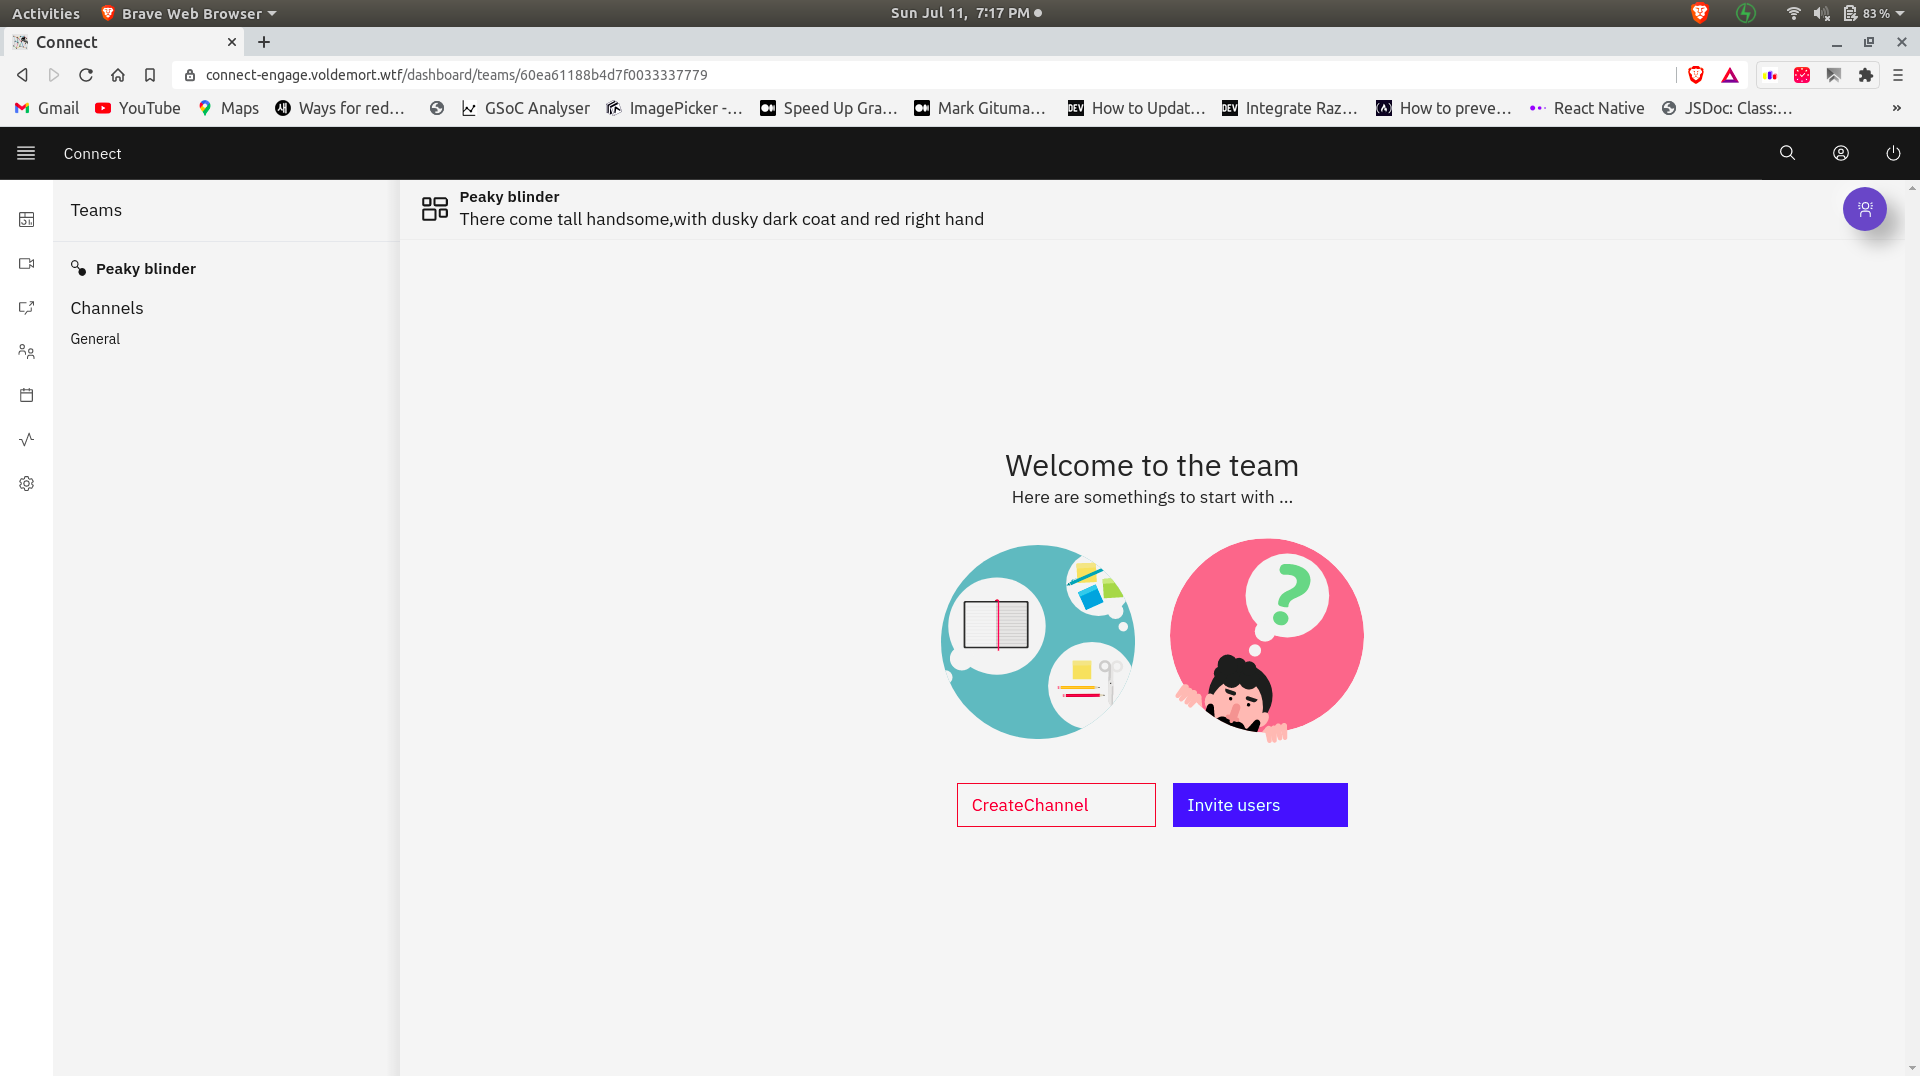 Activities
Brave Web Browser
Sun Jul 11, 7:17 PM
83 %
Connect
connect-engage.voldemort.wtf/dashboard/teams/60ea61188b4d7f0033337779
Gmail
YouTube
Maps
Ways for red...
GSoC Analyser
ImagePicker -...
Speed Up Gra...
Mark Gituma...
DEV
How to Updat...
DEV
Integrate Raz...
How to preve...
React Native
JSDoc: Class:...
»
Connect
Teams
Peaky blinder
Channels
General
Peaky blinder
There come tall handsome,with dusky dark coat and red right hand
Welcome to the team
Here are somethings to start with ...
?
CreateChannel
Invite users